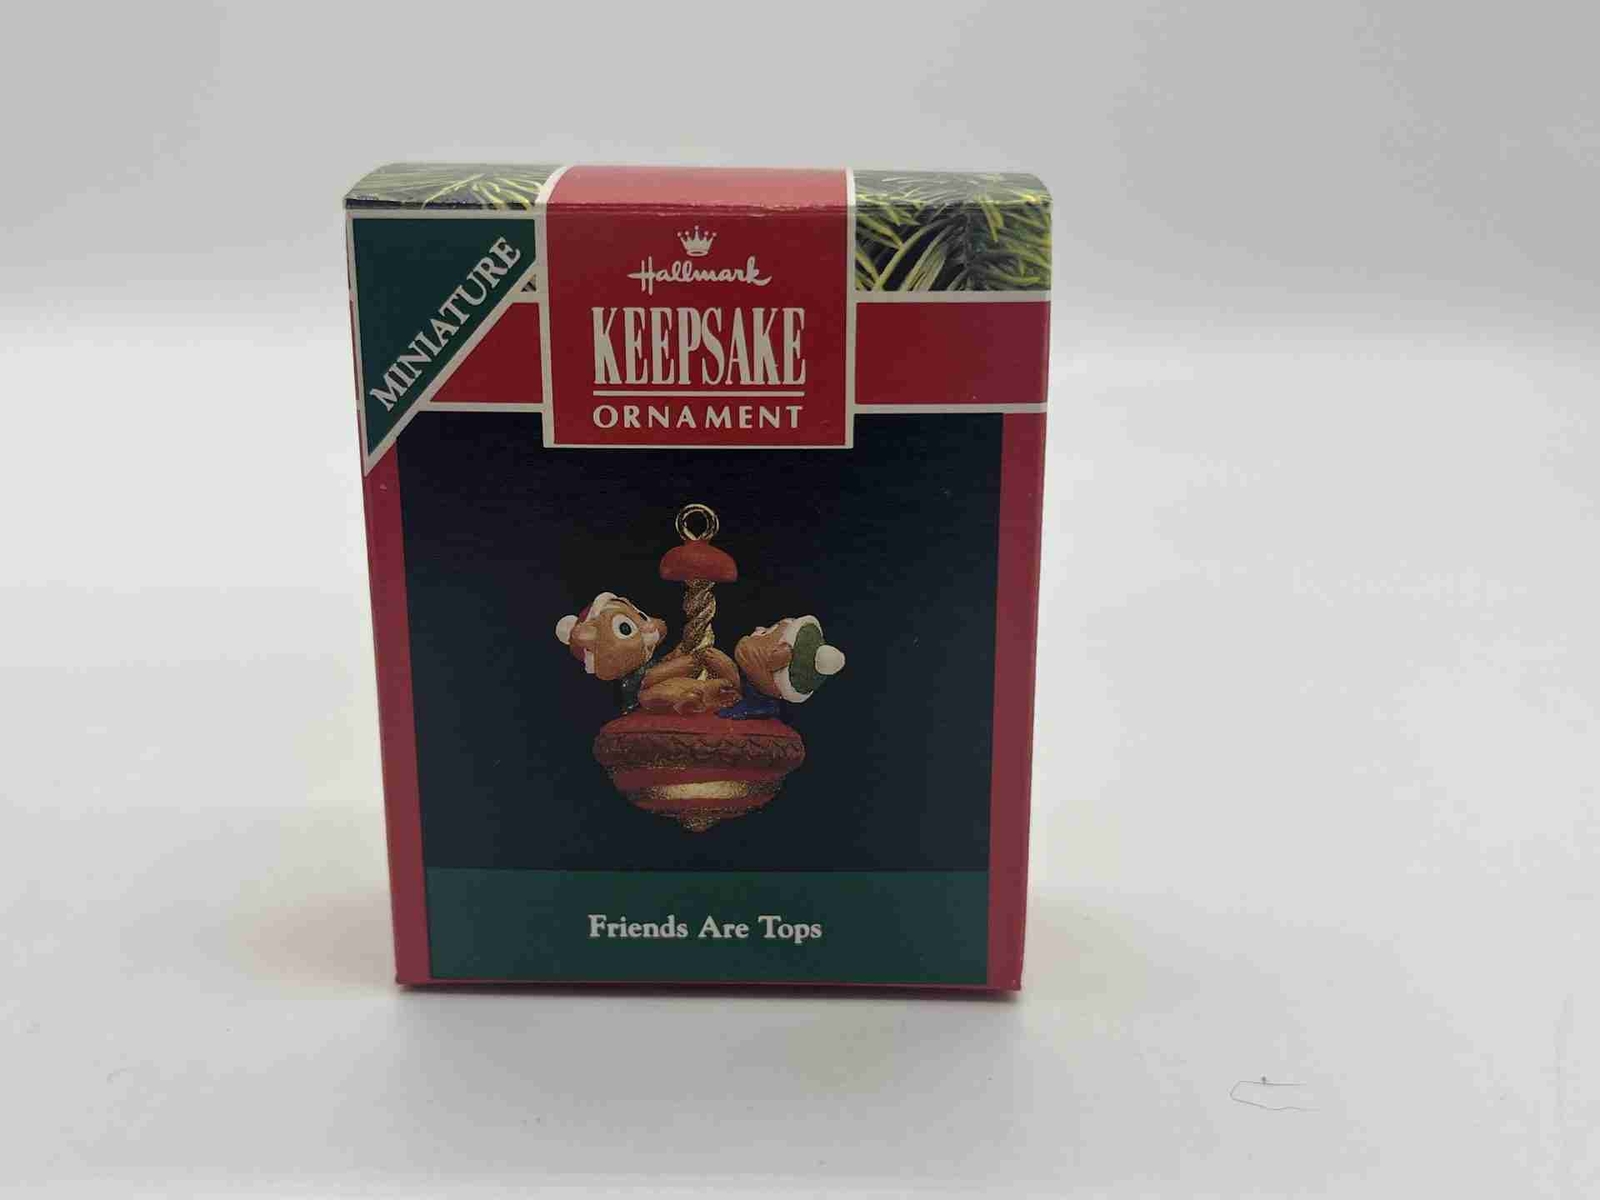 MINIATURE
Hallmark
KEEPSAKE
ORNAMENT
Friends Are Tops